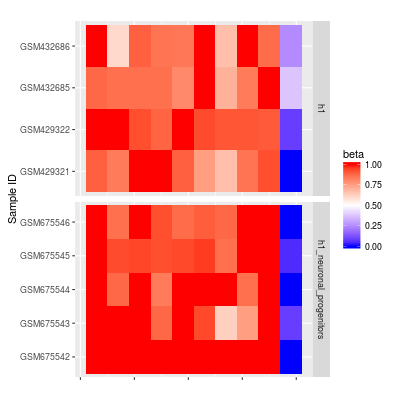 Sample ID
GSM432686
GSM432685
GSM429322
GSM429321
h1
GSM675546
GSM675545
GSM675544
GSM675543
GSM675542
h1_neuronal_progenitors
beta
1.00
0.75
0.50
0.25
0.00